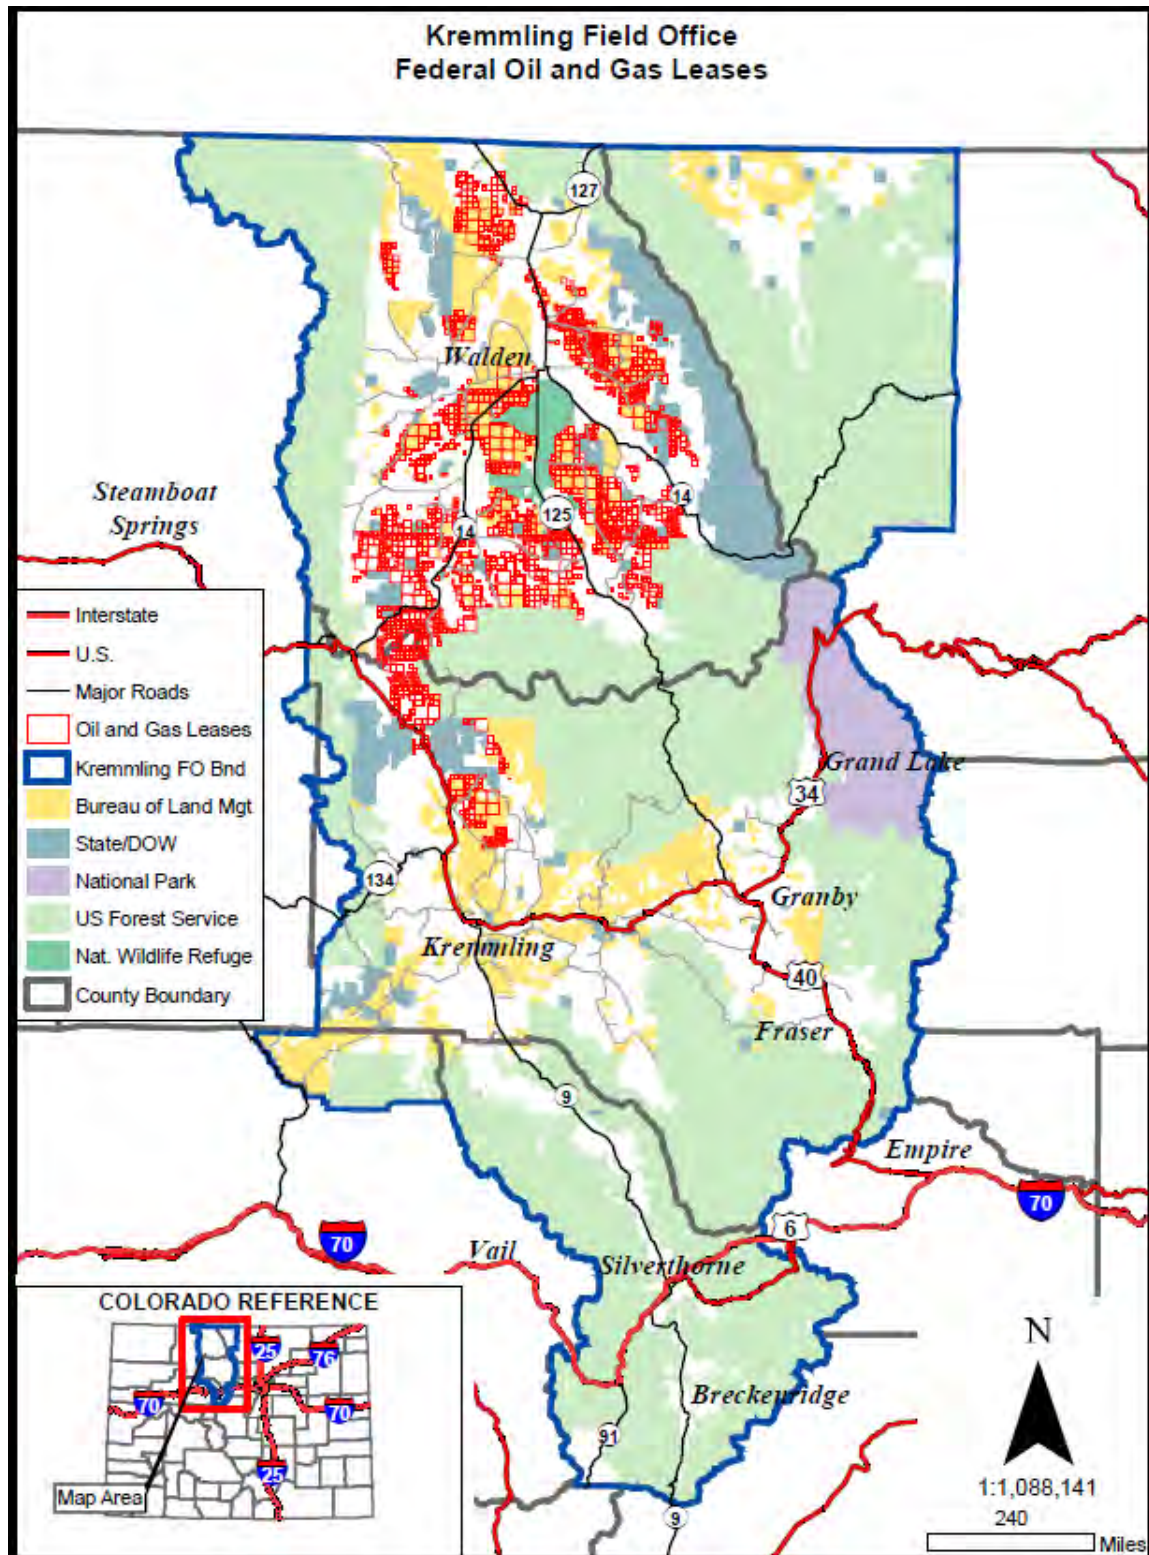 Kremmling Field Office
Federal Oil and Gas Leases
127
Walden
Steamboat
Springs
14
125
14
Interstate
U.S.
Major Roads
Oil and Gas Leases
Kremmling FO Bnd
Bureau of Land Mgt
State/DOW
National Park
US Forest Service
Nat. Wildlife Refuge
County Boundary
Grand Lake
34
134
Granby
Kremmling
40
Fraser
9
Empire
70
6
70
Vail
Silverthorne
COLORADO REFERENCE
25
76
70
70
25
Map Area
Breckenridge
91
9
N
1:1,088,141
240
Miles